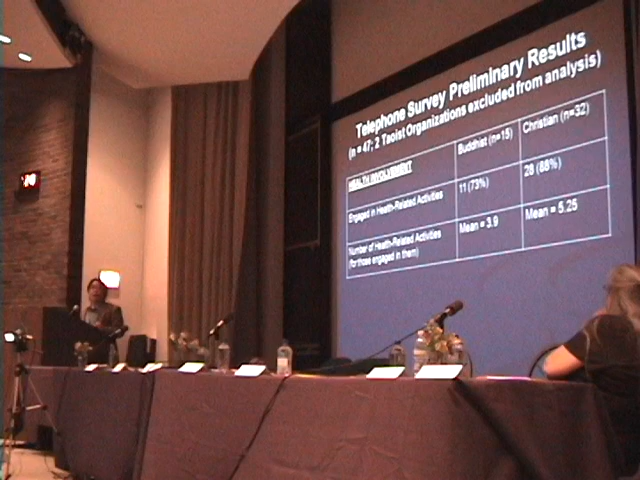 Telephone Survey Preliminary Results
(n = 47; 2 Taoist Organizations excluded from analysis)
HEALTH INVOLVEMENT
Buddhist (n=15)
Christian (n=32)
Engaged in Health-Related Activities
11 (73%)
28 (88%)
Number of Health-Related Activities
(for those engaged in them)
Mean = 3.9
Mean = 5.25